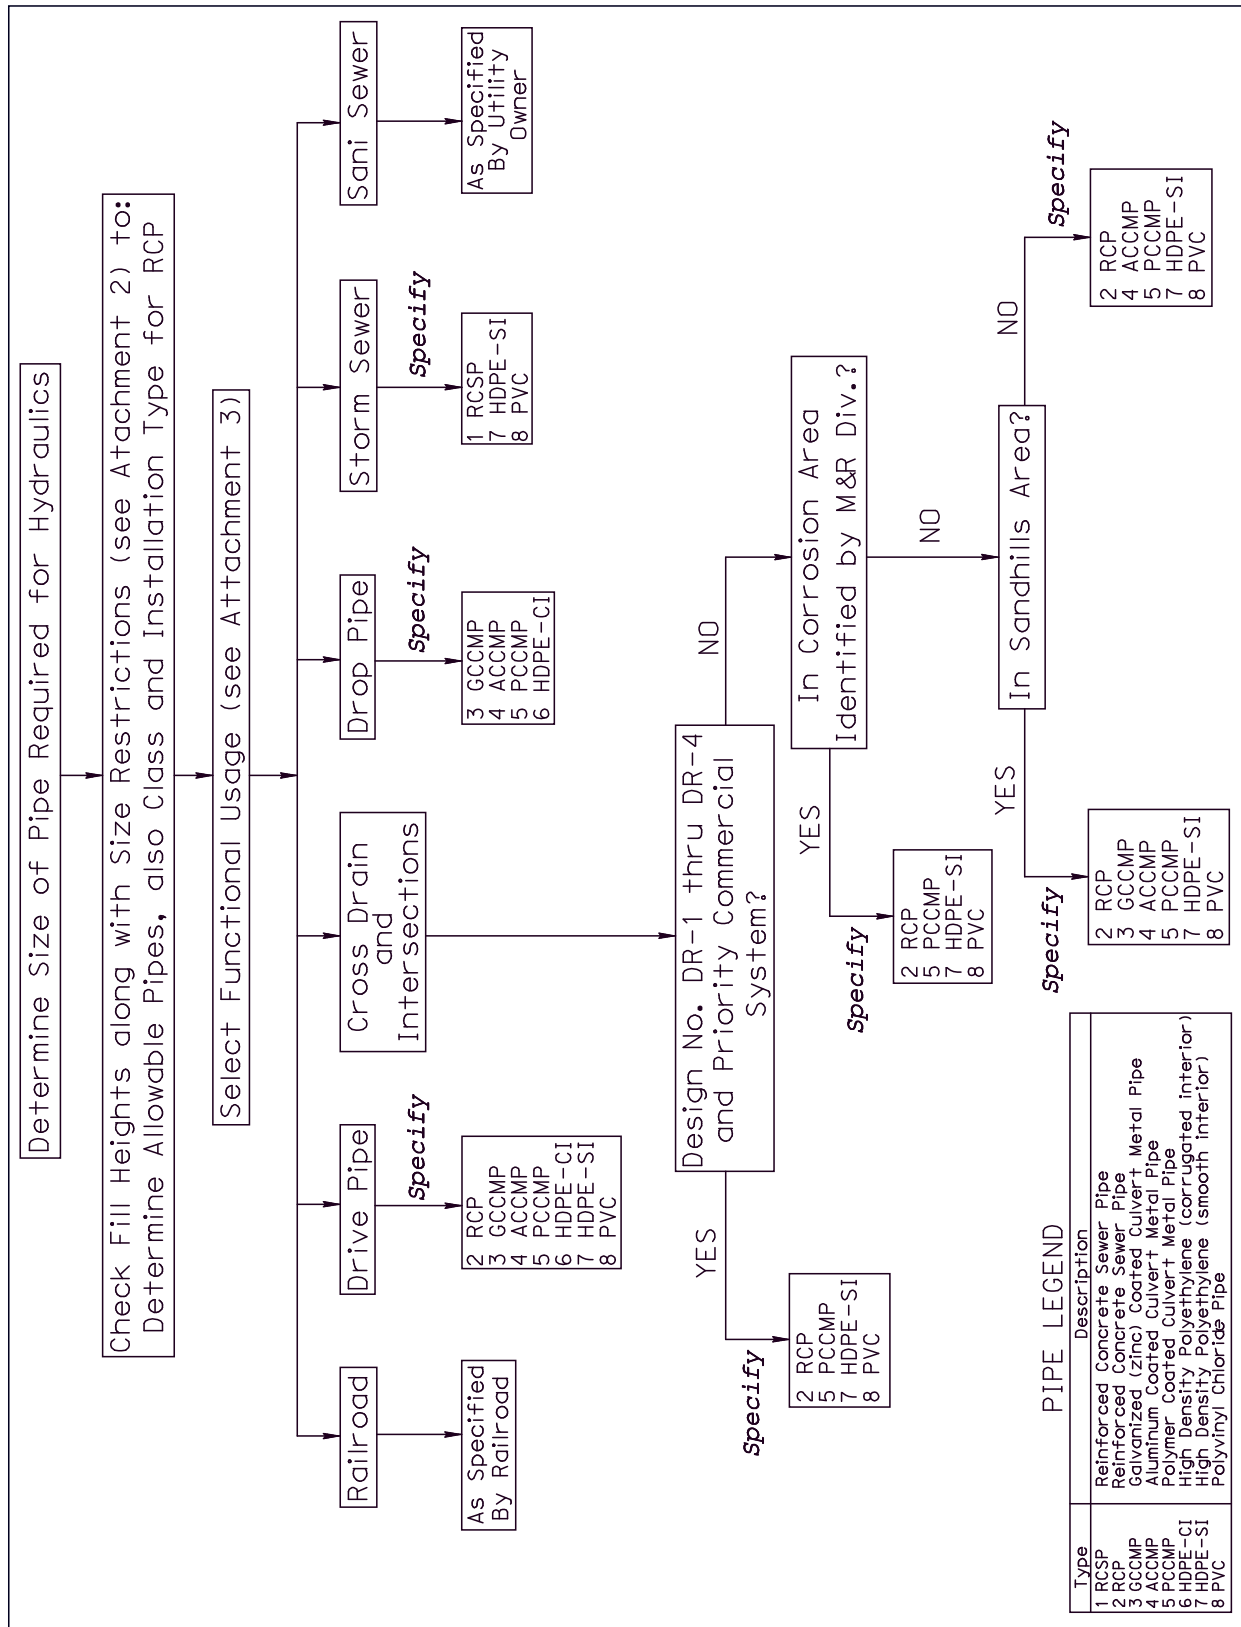 Determine Size of Pipe Required for Hydraulics
Check Fill Heights along with Size Restrictions (see Atachment 2) to:
Determine Allowable Pipes, also Class and Installation Type for RCP
Select Functional Usage (see Attachment 3)
Railroad
As Specified
By Railroad
Drive Pipe
Specify
2 RCP
3 GCCMP
4 ACCMP
5 PCCMP
6 HDPE-CI
7 HDPE-SI
8 PVC
Cross Drain
and
Intersections
Drop Pipe
Specify
3 GCCMP
4 ACCMP
5 PCCMP
6 HDPE-CI
Storm Sewer
Specify
1 RCSP
7 HDPE-SI
8 PVC
Sani Sewer
As Specified
By Utility
Owner
Design No. DR-1 thru DR-4
and Priority Commercial
System?
YES
Specify
2 RCP
5 PCCMP
7 HDPE-SI
8 PVC
NO
In Corrosion Area
Identified by M&R Div.?
YES
Specify
2 RCP
5 PCCMP
7 HDPE-SI
8 PVC
NO
In Sandhills Area?
YES
Specify
2 RCP
3 GCCMP
4 ACCMP
5 PCCMP
7 HDPE-SI
8 PVC
NO
Specify
2 RCP
4 ACCMP
5 PCCMP
7 HDPE-SI
8 PVC
PIPE LEGEND
Type Description
1 RCSP Reinforced Concrete Sewer Pipe
2 RCP Reinforced Concrete Sewer Pipe
3 GCCMP Galvanized (zinc) Coated Culvert Metal Pipe
4 ACCMP Aluminum Coated Culvert Metal Pipe
5 PCCMP Polymer Coated Culvert Metal Pipe
6 HDPE-CI High Density Polyethylene (corrugated interior)
7 HDPE-SI High Density Polyethylene (smooth interior)
8 PVC Polyvinyl Chloride Pipe